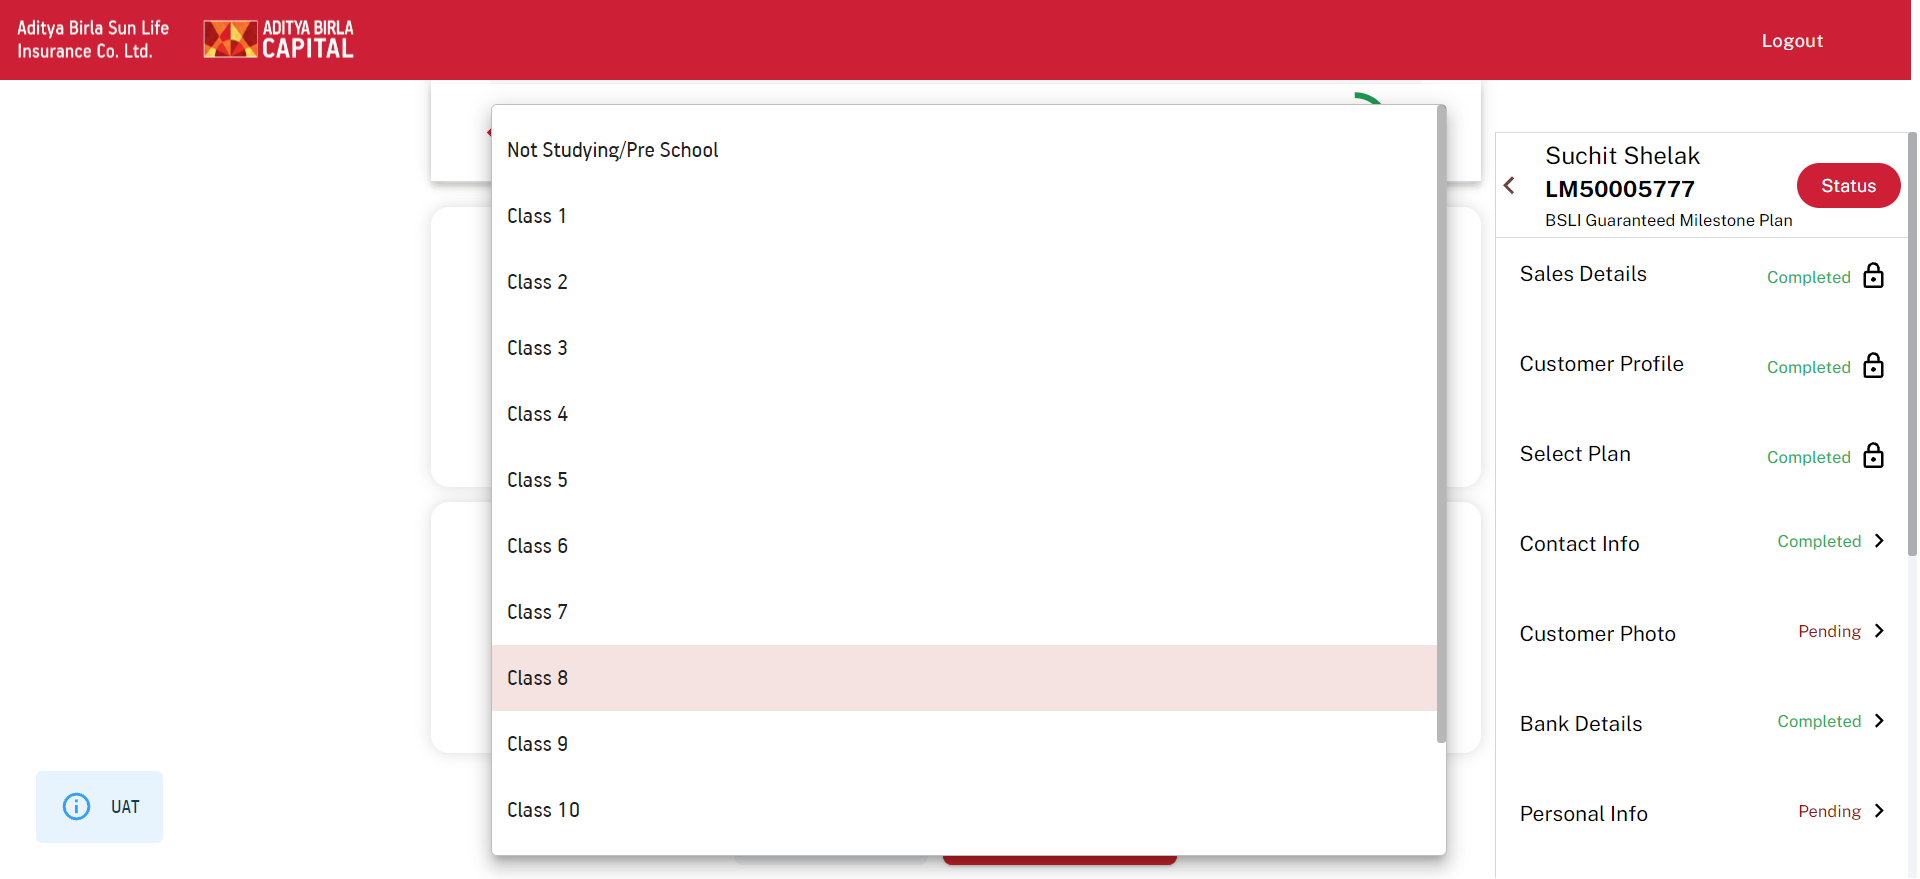 Aditya Birla Sun Life
Insurance Co. Ltd.
ADITYA BIRLA
CAPITAL
Logout
Not Studying/Pre School
Class 1
Class 2
Class 3
Class 4
Class 5
Class 6
Class 7
Class 8
Class 9
Class 10
Suchit Shelak
LM50005777
BSLI Guaranteed Milestone Plan
Status
Sales Details Completed
Customer Profile Completed
Select Plan Completed
Contact Info Completed
Customer Photo Pending
Bank Details Completed
Personal Info Pending
UAT